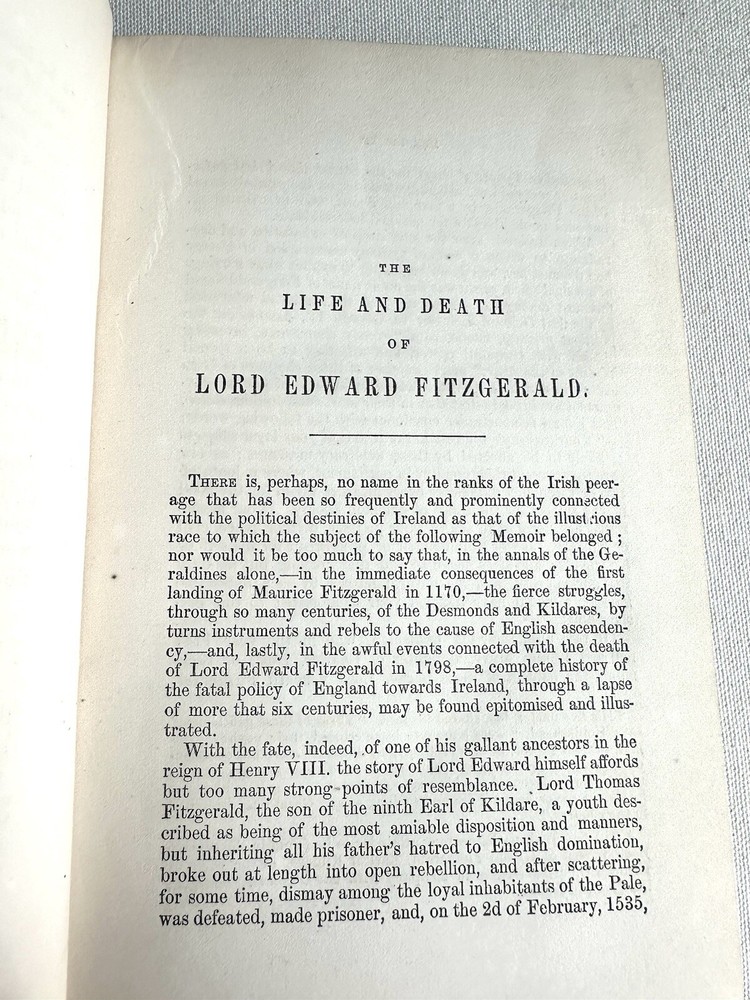 THE
LIFE AND DEATH
OF
LORD EDWARD FITZGERALD.
THERE is, perhaps, no name in the ranks of the Irish peer-
age that has been so frequently and prominently connected
with the political destinies of Ireland as that of the illustrious
race to which the subject of the following Memoir belonged ;
nor would it be too much to say that, in the annals of the Ge-
raldines alone,—in the immediate consequences of the first
landing of Maurice Fitzgerald in 1170,—the fierce struggles,
through so many centuries, of the Desmonds and Kildares, by
turns instruments and rebels to the cause of English ascenden-
cy,—and, lastly, in the awful events connected with the death
of Lord Edward Fitzgerald in 1798,—a complete history of
the fatal policy of England towards Ireland, through a lapse
of more that six centuries, may be found epitomised and illus-
trated.
With the fate, indeed, of one of his gallant ancestors in the
reign of Henry VIII. the story of Lord Edward himself affords
but too many strong points of resemblance. Lord Thomas
Fitzgerald, the son of the ninth Earl of Kildare, a youth des-
cribed as being of the most amiable disposition and manners,
but inheriting all his father's hatred to English domination,
broke out at length into open rebellion, and after scattering,
for some time, dismay among the loyal inhabitants of the Pale,
was defeated, made prisoner, and, on the 2d of February, 1535,